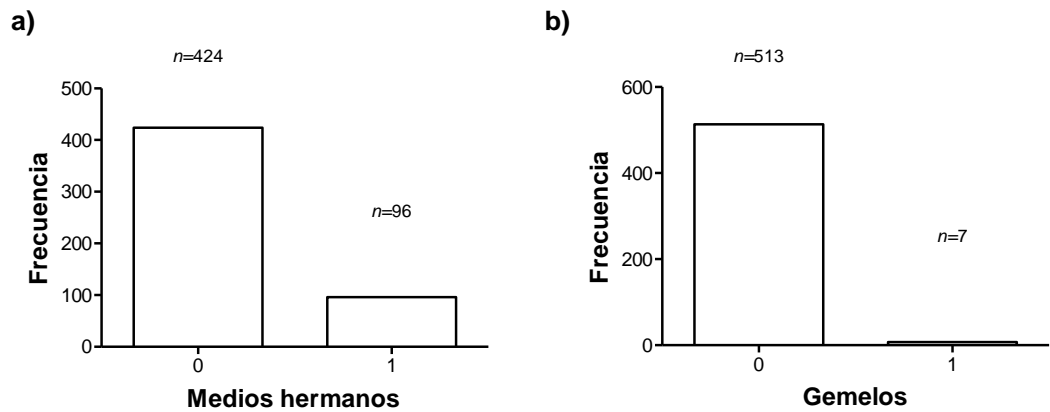 a)
n=424
500
400
300
200
100
0
Frecuencia
n=96
0
1
Medios hermanos
b)
n=513
600
400
200
0
Frecuencia
n=7
0
1
Gemelos